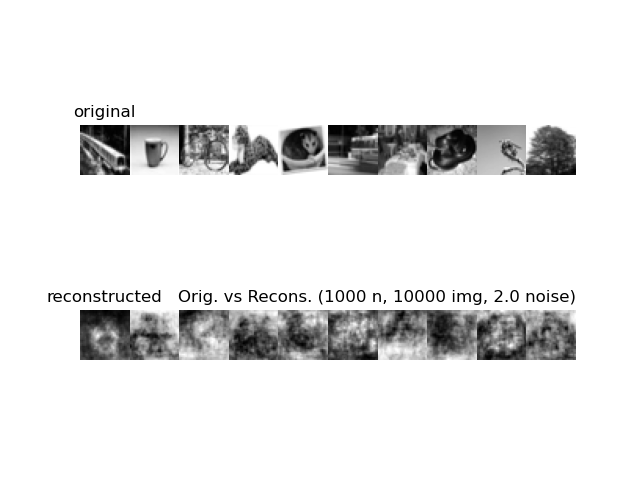 original
reconstructed
Orig. vs Recons. (1000 n, 10000 img, 2.0 noise)